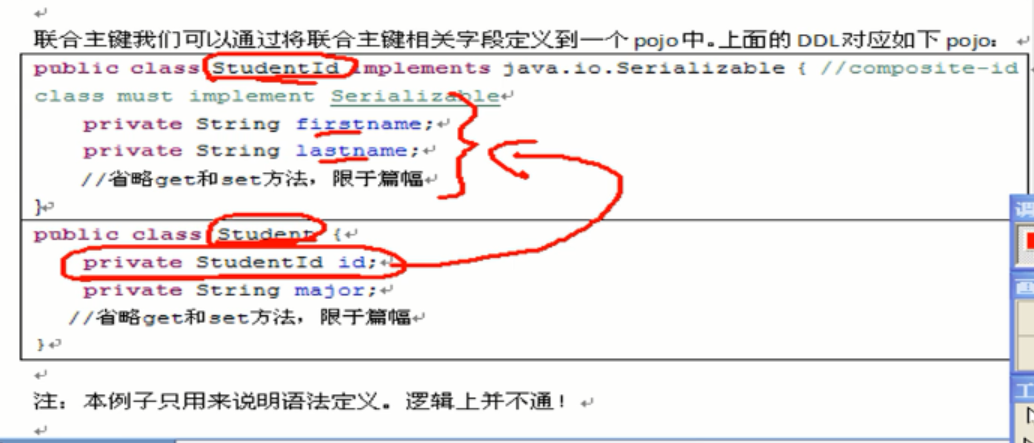 联合主键我们可以通过将联合主键相关字段定义到一个 pojo 中。上面的 DDL对应如下 pojo：
public class StudentId implements java.io.Serializable { //composite-id
class must implement Serializable
private String firstname;
private String lastname;
//省略get和set方法，限于篇幅
}
public class Student {
private StudentId id;
private String major;
//省略get和set方法，限于篇幅
}
注：本例子只用来说明语法定义。逻辑上并不通！
调
画
工